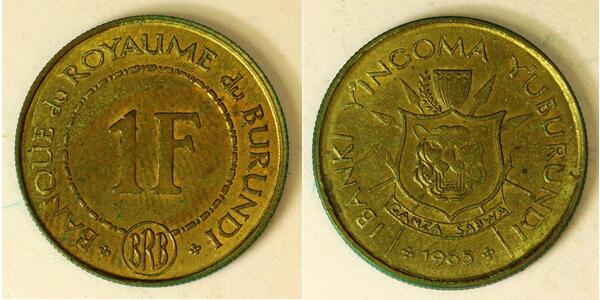 BANQUE du ROYAUME du BURUNDI
1F
BRB
IBANKI Y'INGOMA Y'UBURUNDI
GANZA SABWA
1965